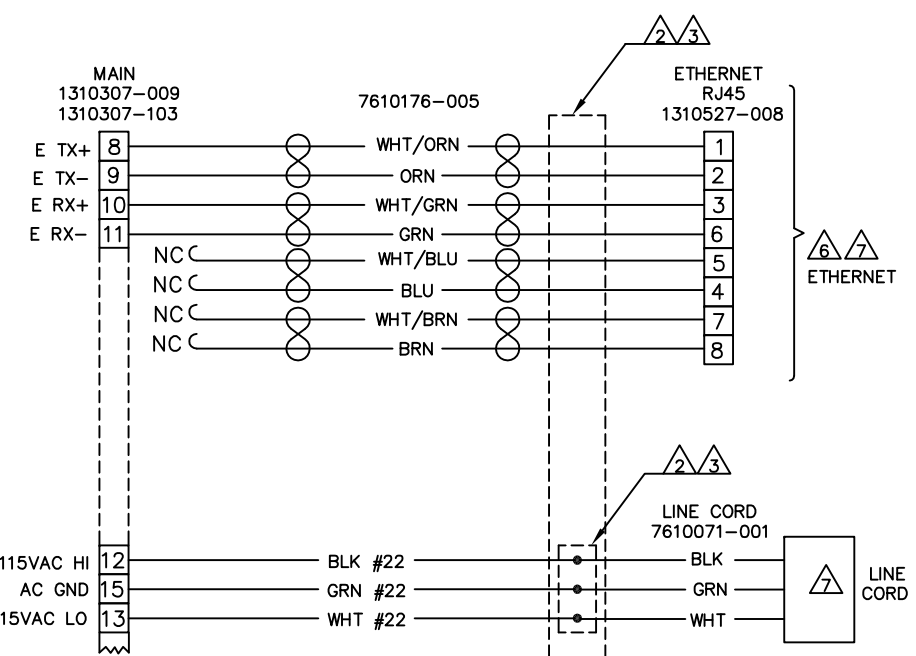 2 3
MAIN
1310307-009
1310307-103
7610176-005
ETHERNET
RJ45
1310527-008
E TX+ 8 WHT/ORN 1
E TX- 9 ORN 2
E RX+ 10 WHT/GRN 3
E RX- 11 GRN 6
NC WHT/BLU 5
NC BLU 4
NC WHT/BRN 7
NC BRN 8
6 7
ETHERNET
2 3
LINE CORD
7610071-001
115VAC HI 12 BLK #22 BLK
AC GND 15 GRN #22 GRN
15VAC LO 13 WHT #22 WHT
7
LINE
CORD